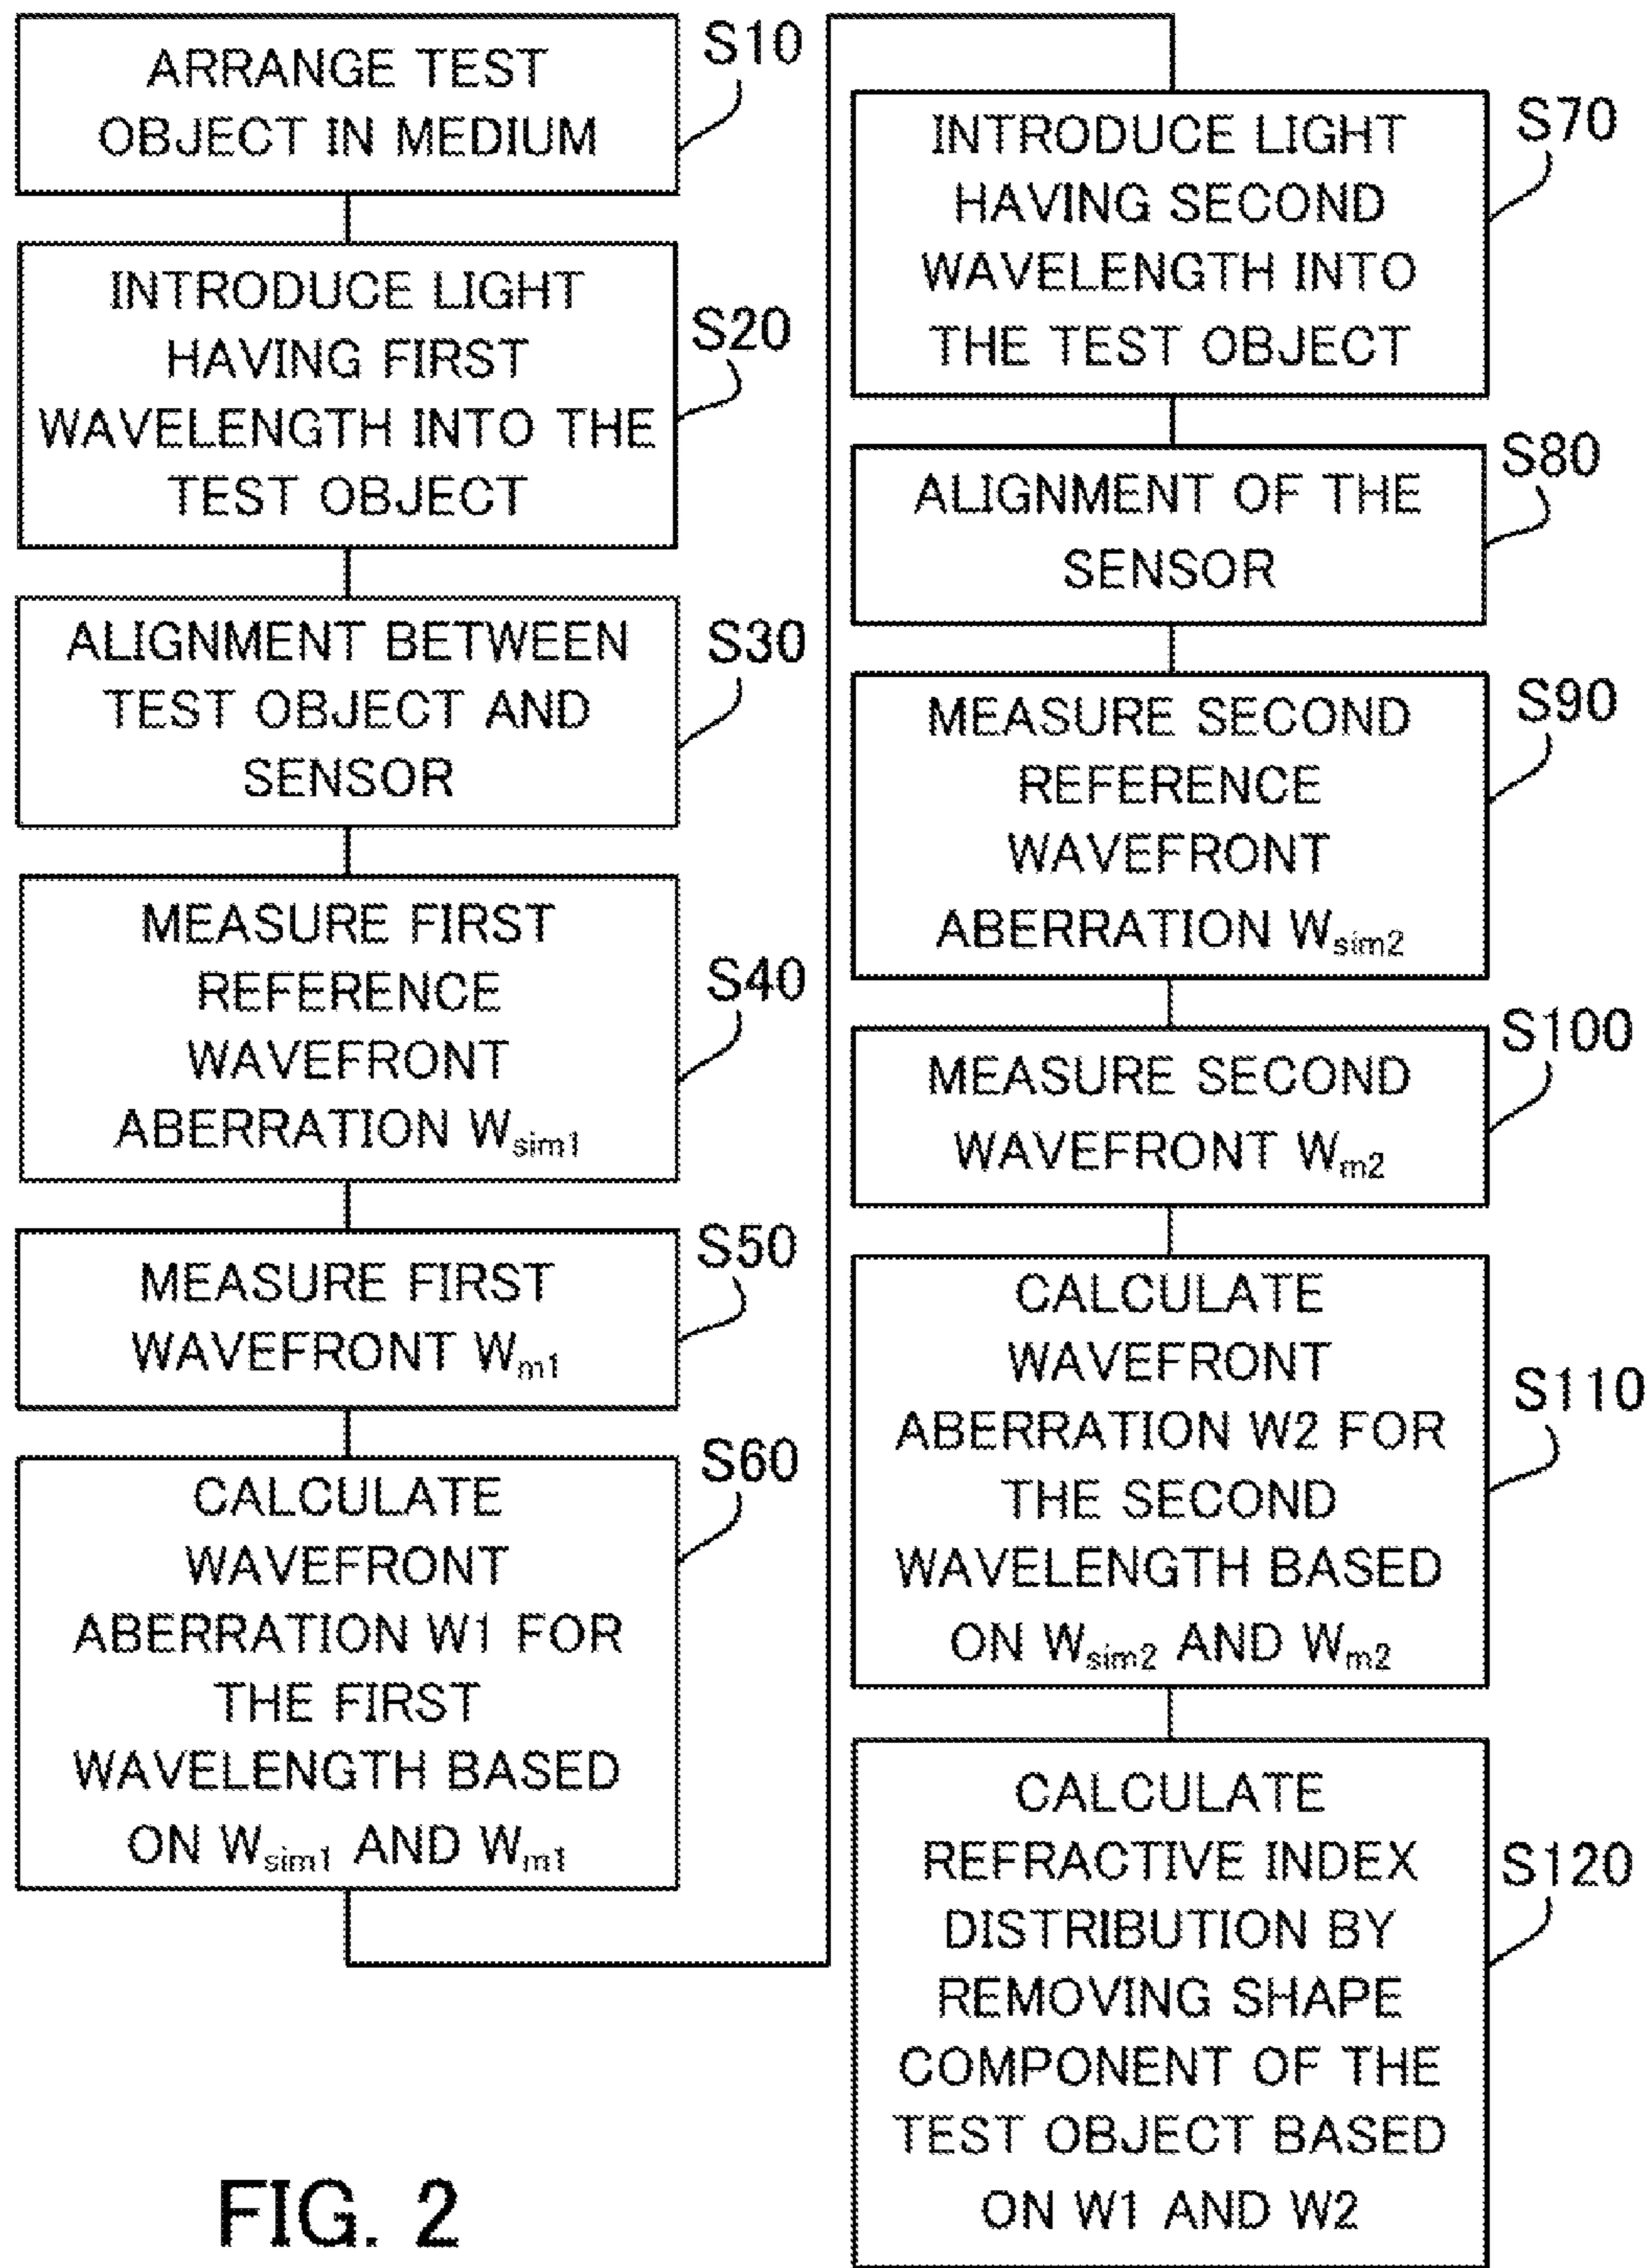 S10
ARRANGE TEST
OBJECT IN MEDIUM
S20
INTRODUCE LIGHT
HAVING FIRST
WAVELENGTH INTO THE
TEST OBJECT
S30
ALIGNMENT BETWEEN
TEST OBJECT AND
SENSOR
S40
MEASURE FIRST
REFERENCE
WAVEFRONT
ABERRATION Wsim1
S50
MEASURE FIRST
WAVEFRONT Wm1
S60
CALCULATE
WAVEFRONT
ABERRATION W1 FOR
THE FIRST
WAVELENGTH BASED
ON Wsim1 AND Wm1
S70
INTRODUCE LIGHT
HAVING SECOND
WAVELENGTH INTO
THE TEST OBJECT
S80
ALIGNMENT OF THE
SENSOR
S90
MEASURE SECOND
REFERENCE
WAVEFRONT
ABERRATION Wsim2
S100
MEASURE SECOND
WAVEFRONT Wm2
S110
CALCULATE
WAVEFRONT
ABERRATION W2 FOR
THE SECOND
WAVELENGTH BASED
ON Wsim2 AND Wm2
S120
CALCULATE
REFRACTIVE INDEX
DISTRIBUTION BY
REMOVING SHAPE
COMPONENT OF THE
TEST OBJECT BASED
ON W1 AND W2
FIG. 2